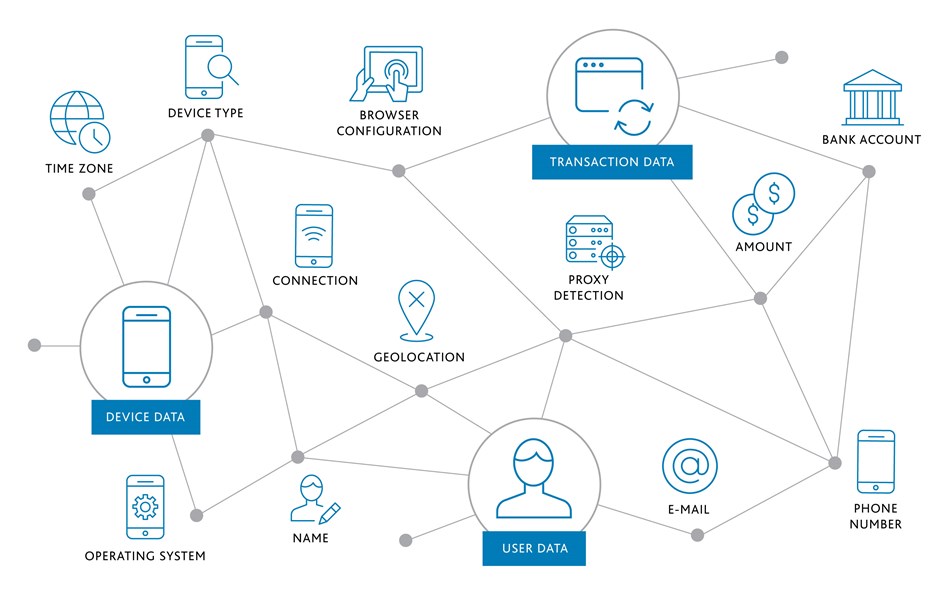 DEVICE TYPE
TIME ZONE
BROWSER
CONFIGURATION
TRANSACTION DATA
BANK ACCOUNT
AMOUNT
CONNECTION
PROXY
DETECTION
GEOLOCATION
DEVICE DATA
OPERATING SYSTEM
NAME
USER DATA
E-MAIL
PHONE
NUMBER